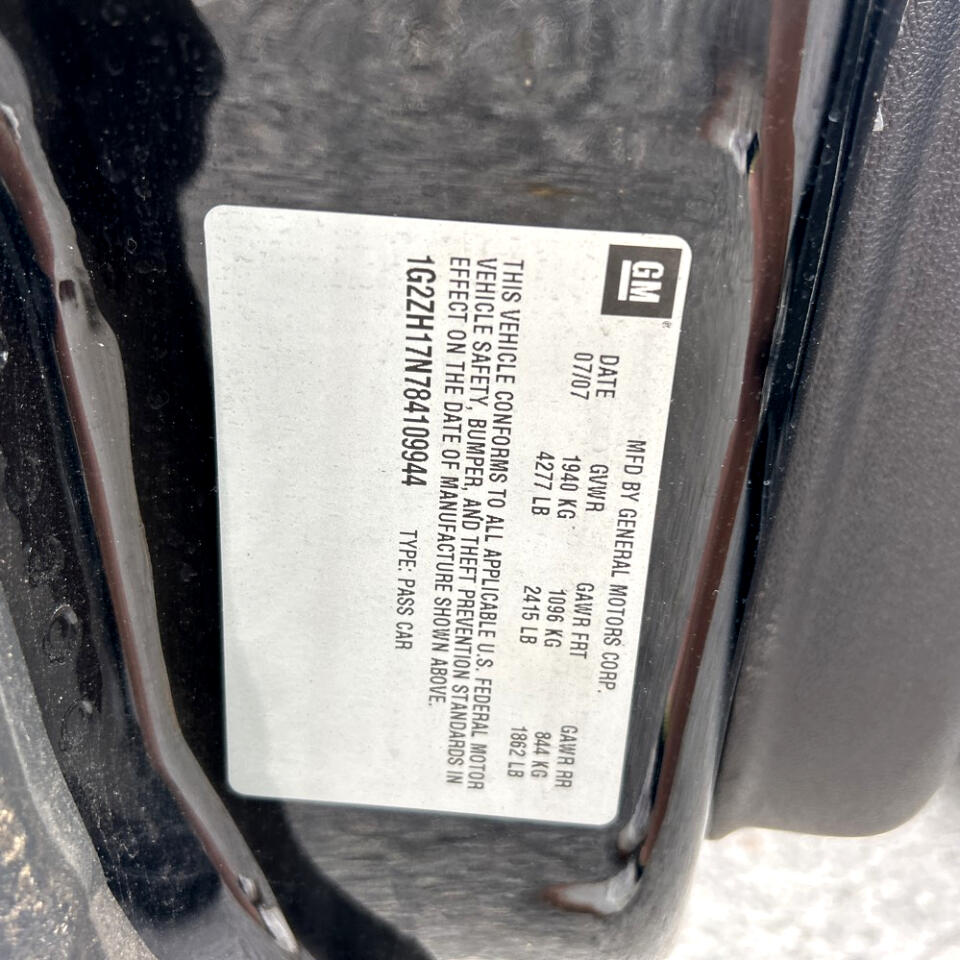 GM®
MFD BY GENERAL MOTORS CORP.
DATE GVWR GAWR FRT GAWR RR
07/07 1940 KG 1096 KG 844 KG
4277 LB 2415 LB 1862 LB
THIS VEHICLE CONFORMS TO ALL APPLICABLE U.S. FEDERAL MOTOR
VEHICLE SAFETY, BUMPER, AND THEFT PREVENTION STANDARDS IN
EFFECT ON THE DATE OF MANUFACTURE SHOWN ABOVE.
1G2ZH17N784109944 TYPE: PASS CAR